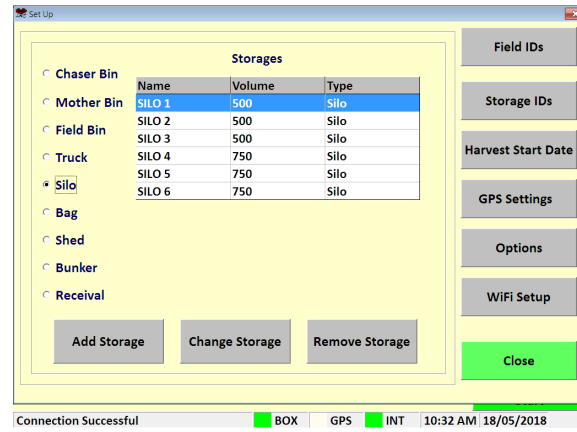 Set Up
Storages
Chaser Bin
Mother Bin
Field Bin
Truck
Silo
Bag
Shed
Bunker
Receival
Name Volume Type
SILO 1 500 Silo
SILO 2 500 Silo
SILO 3 500 Silo
SILO 4 750 Silo
SILO 5 750 Silo
SILO 6 750 Silo
Add Storage
Change Storage
Remove Storage
Field IDs
Storage IDs
Harvest Start Date
GPS Settings
Options
WiFi Setup
Close
Connection Successful BOX GPS INT 10:32 AM 18/05/2018